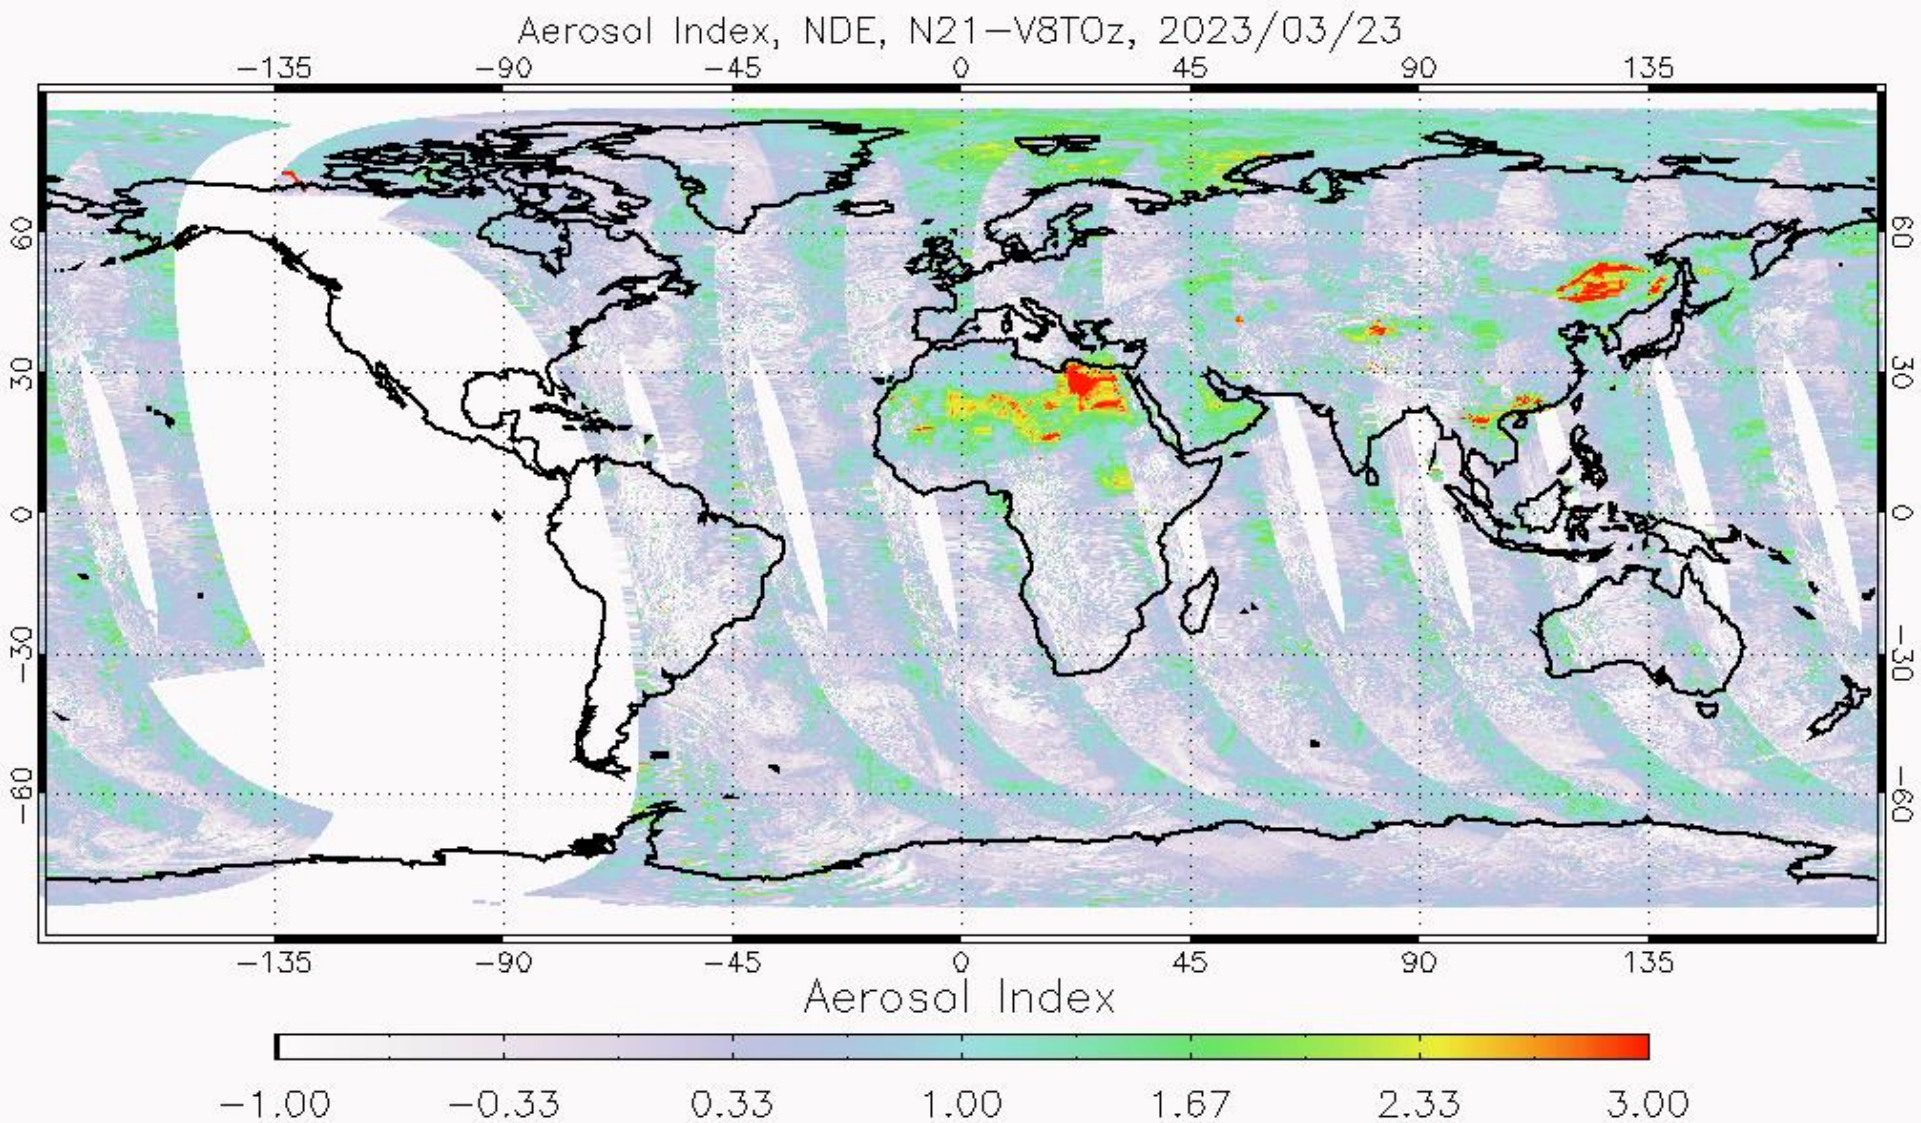 Aerosol Index, NDE, N21-V8TOz, 2023/03/23
-135 -90 -45 0 45 90 135
60 60
30 30
0 0
-30 -30
-60 -60
-135 -90 -45 0 45 90 135
Aerosol Index
-1.00 -0.33 0.33 1.00 1.67 2.33 3.00